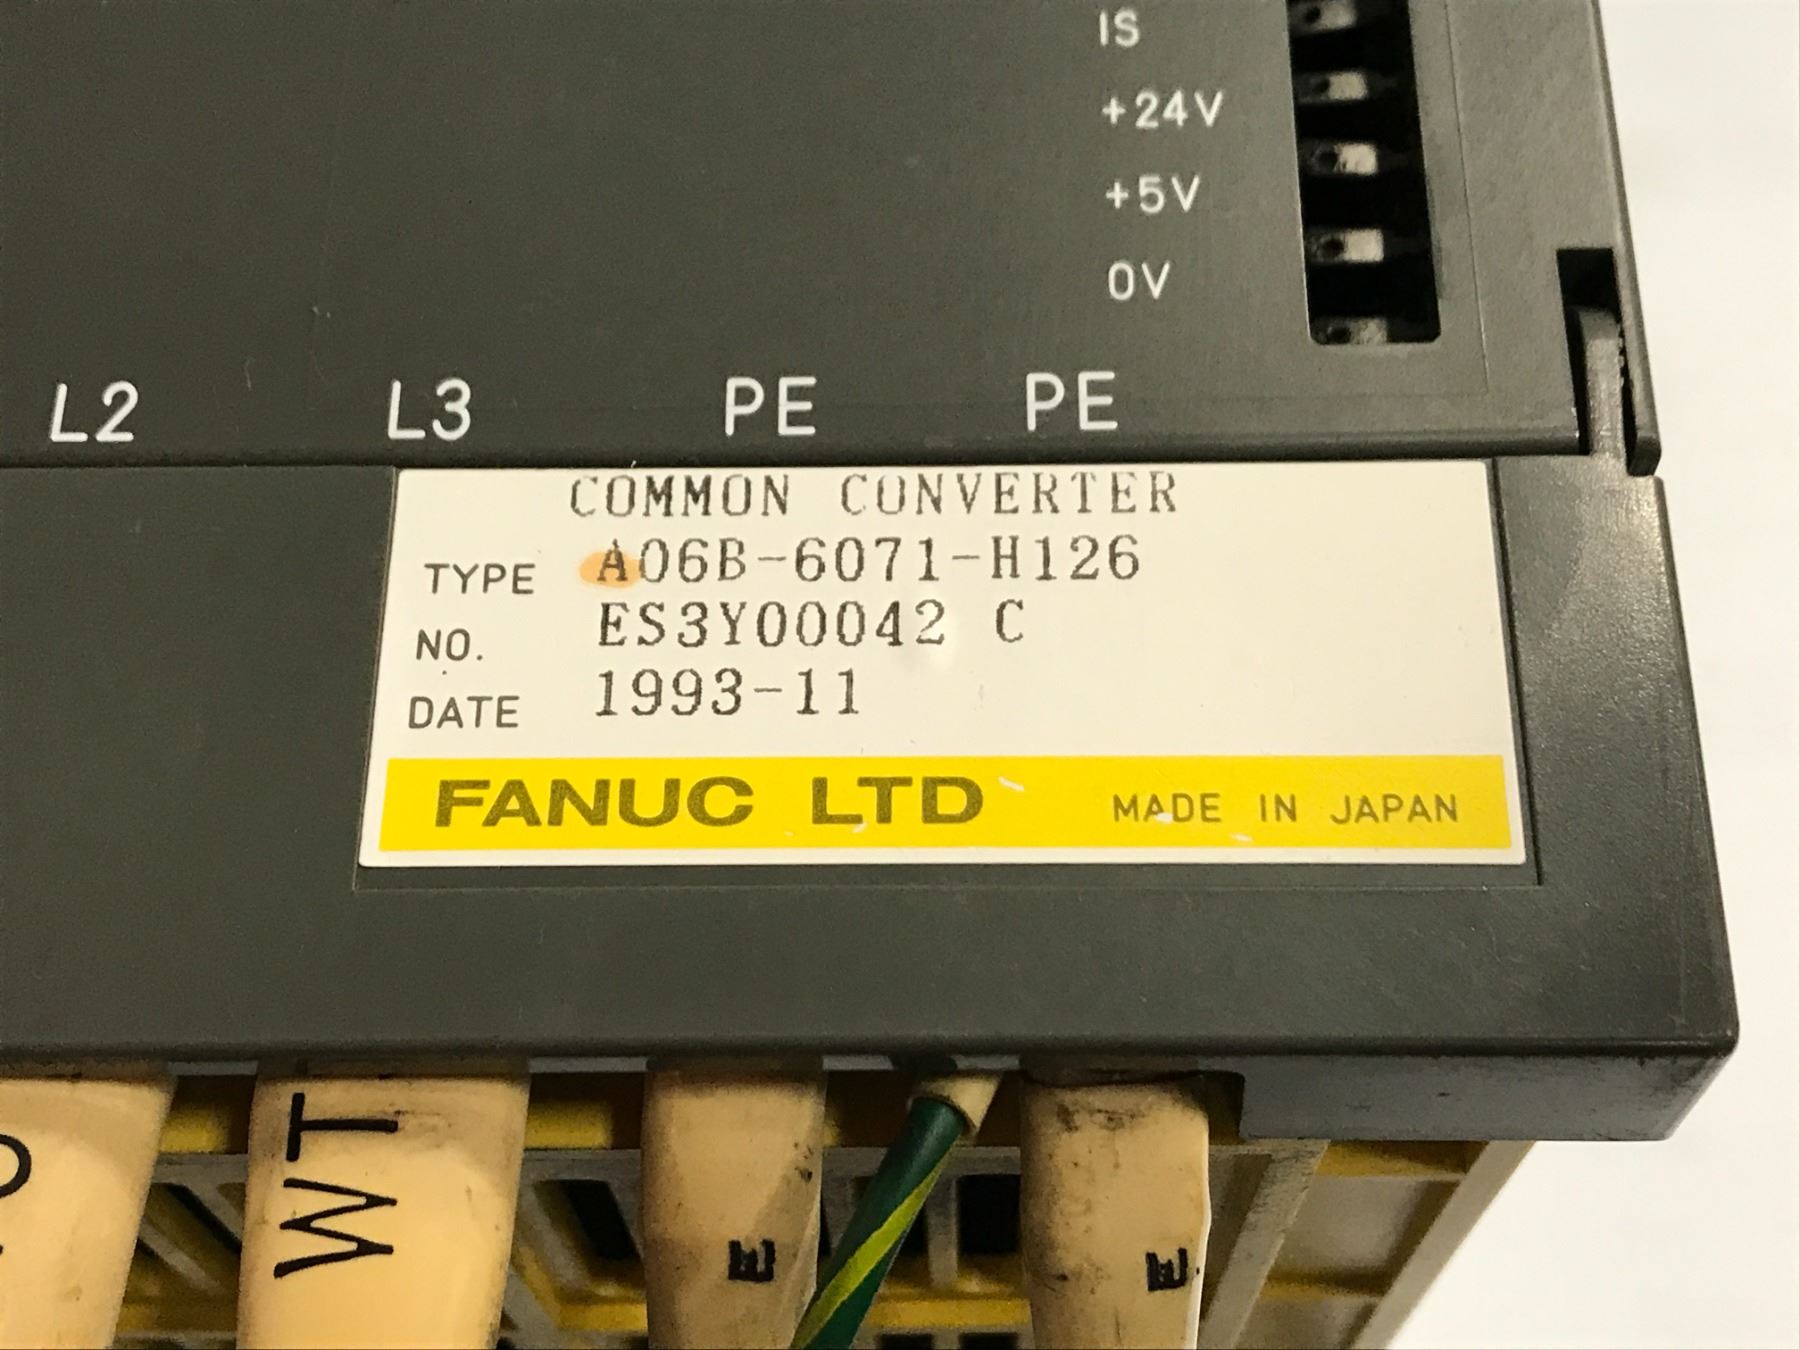 IS
+24V
+5V
0V
L2 L3 PE PE
COMMON CONVERTER
TYPE A06B-6071-H126
NO. ES3Y00042 C
DATE 1993-11
FANUC LTD MADE IN JAPAN
E E